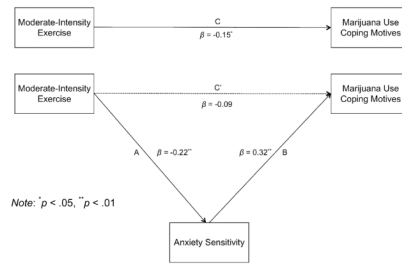 Moderate-Intensity
Exercise
C
β = -0.15*
Marijuana Use
Coping Motives
Moderate-Intensity
Exercise
C'
β = -0.09
Marijuana Use
Coping Motives
A
β = -0.22**
β = 0.32**
B
Note: *p < .05, **p < .01
Anxiety Sensitivity